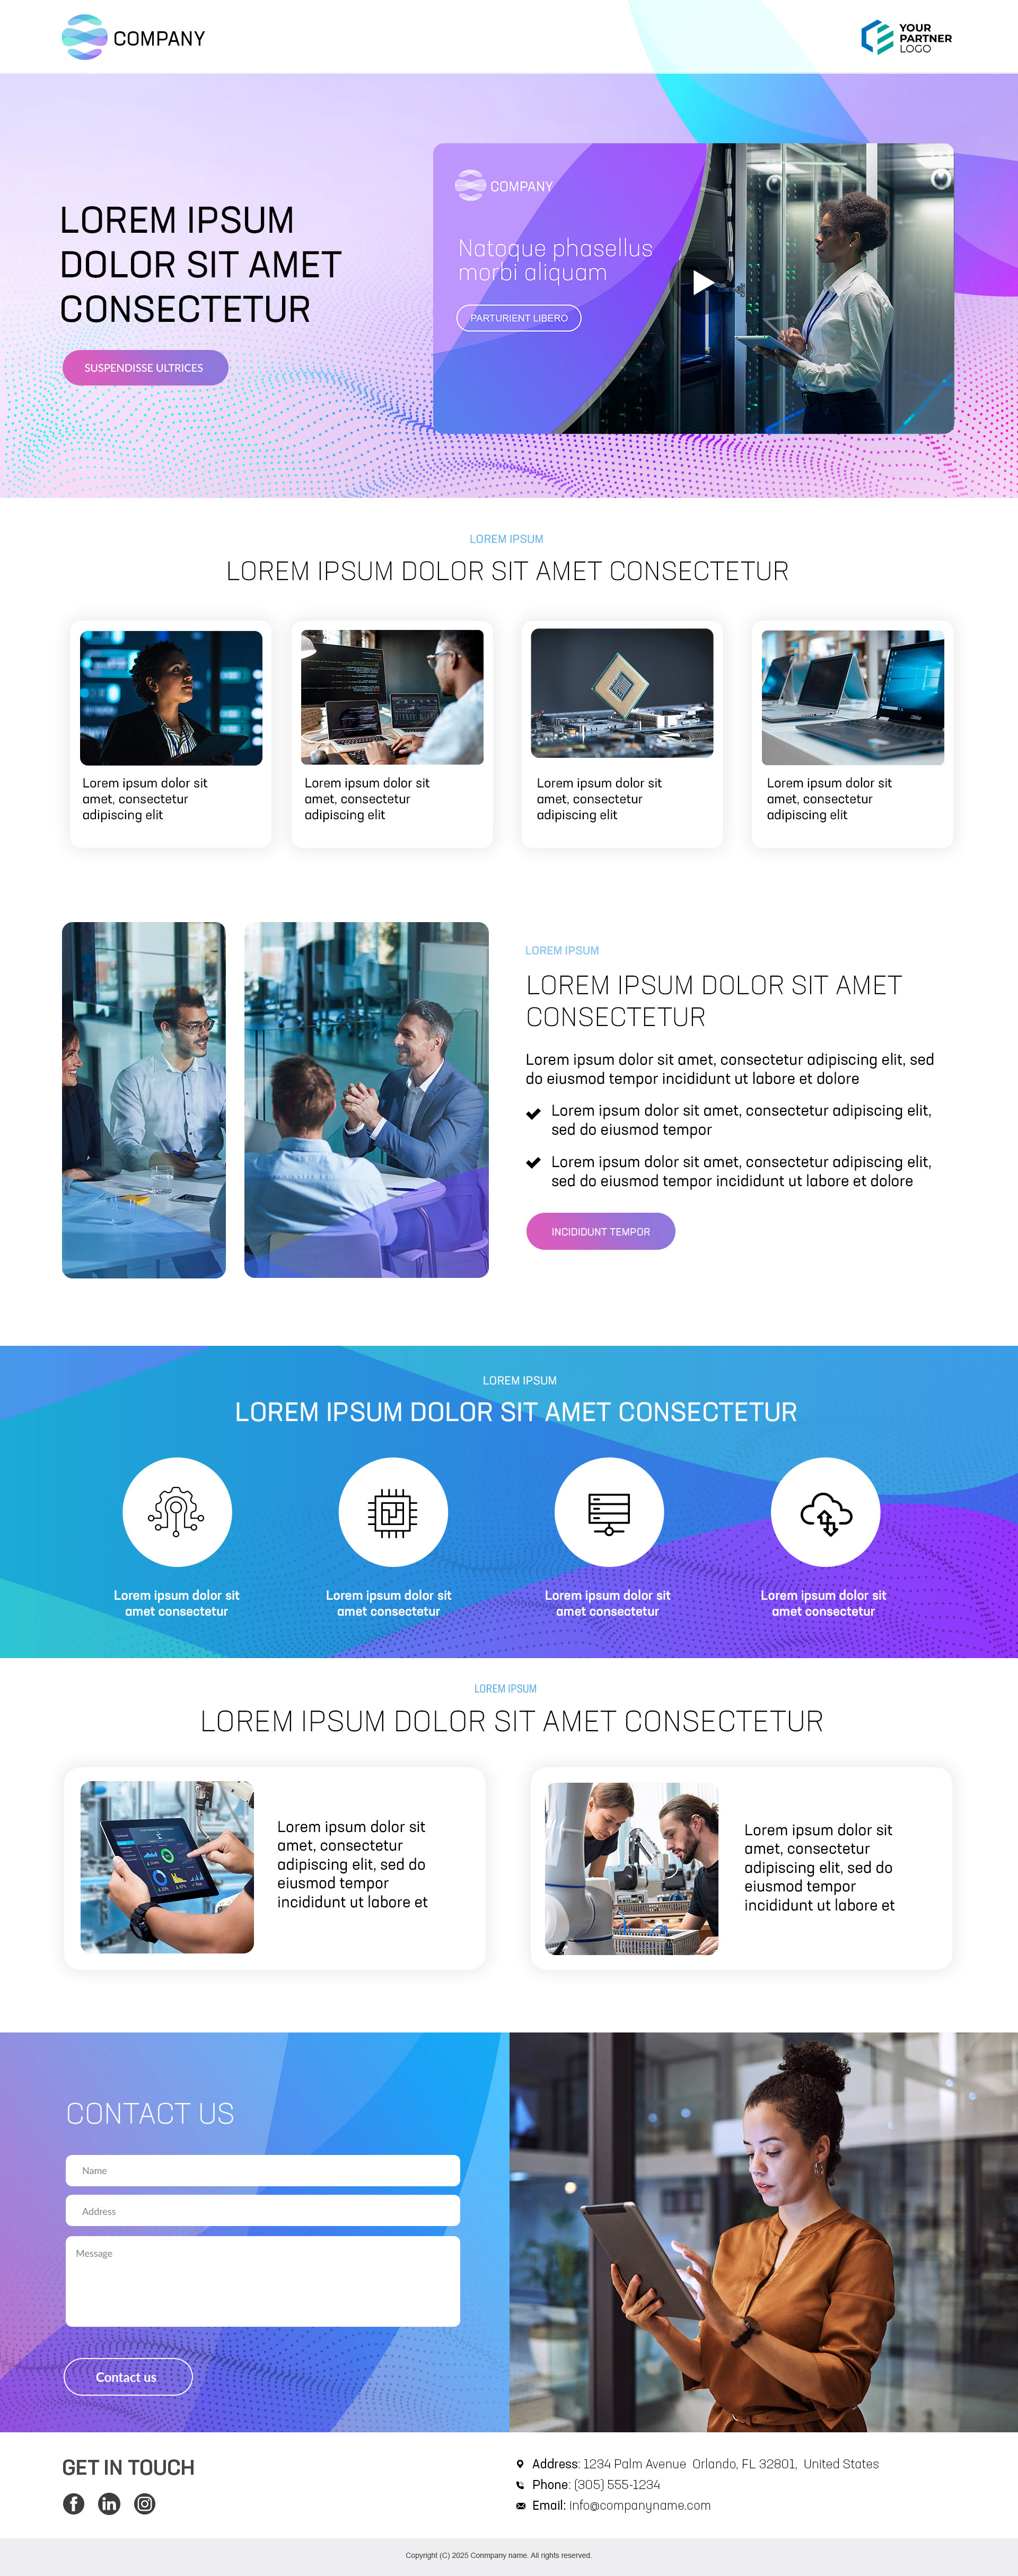 COMPANY
YOUR
PARTNER
LOGO
LOREM IPSUM
DOLOR SIT AMET
CONSECTETUR
SUSPENDISSE ULTRICES
COMPANY
Natoque phasellus
morbi aliquam
PARTURIENT LIBERO
LOREM IPSUM
LOREM IPSUM DOLOR SIT AMET CONSECTETUR
Lorem ipsum dolor sit
amet, consectetur
adipiscing elit
Lorem ipsum dolor sit
amet, consectetur
adipiscing elit
Lorem ipsum dolor sit
amet, consectetur
adipiscing elit
Lorem ipsum dolor sit
amet, consectetur
adipiscing elit
LOREM IPSUM
LOREM IPSUM DOLOR SIT AMET
CONSECTETUR
Lorem ipsum dolor sit amet, consectetur adipiscing elit, sed
do eiusmod tempor incididunt ut labore et dolore
Lorem ipsum dolor sit amet, consectetur adipiscing elit,
sed do eiusmod tempor
Lorem ipsum dolor sit amet, consectetur adipiscing elit,
sed do eiusmod tempor incididunt ut labore et dolore
INCIDIDUNT TEMPOR
LOREM IPSUM
LOREM IPSUM DOLOR SIT AMET CONSECTETUR
Lorem ipsum dolor sit
amet consectetur
Lorem ipsum dolor sit
amet consectetur
Lorem ipsum dolor sit
amet consectetur
Lorem ipsum dolor sit
amet consectetur
LOREM IPSUM
LOREM IPSUM DOLOR SIT AMET CONSECTETUR
Lorem ipsum dolor sit
amet, consectetur
adipiscing elit, sed do
eiusmod tempor
incididunt ut labore et
Lorem ipsum dolor sit
amet, consectetur
adipiscing elit, sed do
eiusmod tempor
incididunt ut labore et
CONTACT US
Name
Address
Message
Contact us
GET IN TOUCH
Address: 1234 Palm Avenue Orlando, FL 32801, United States
Phone: (305) 555-1234
Email: info@companyname.com
Copyright (C) 2025 Conmpany name. All rights reserved.